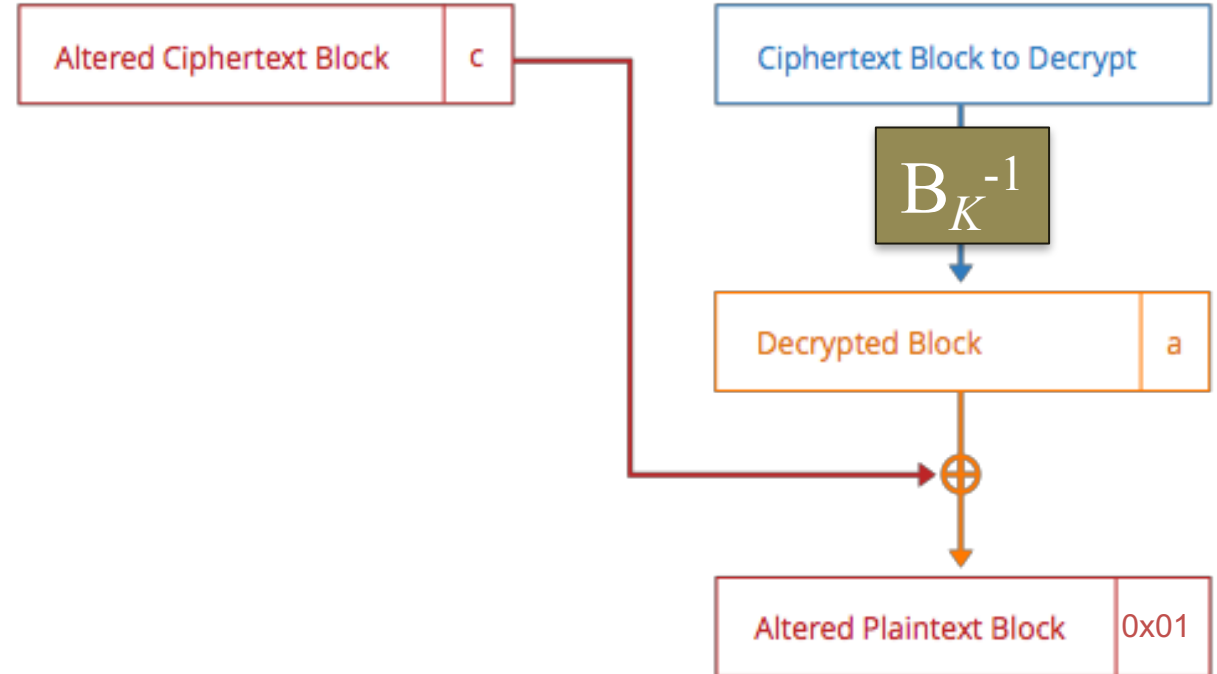 Altered Ciphertext Block c
Ciphertext Block to Decrypt
B_K^-1
Decrypted Block a
Altered Plaintext Block 0x01